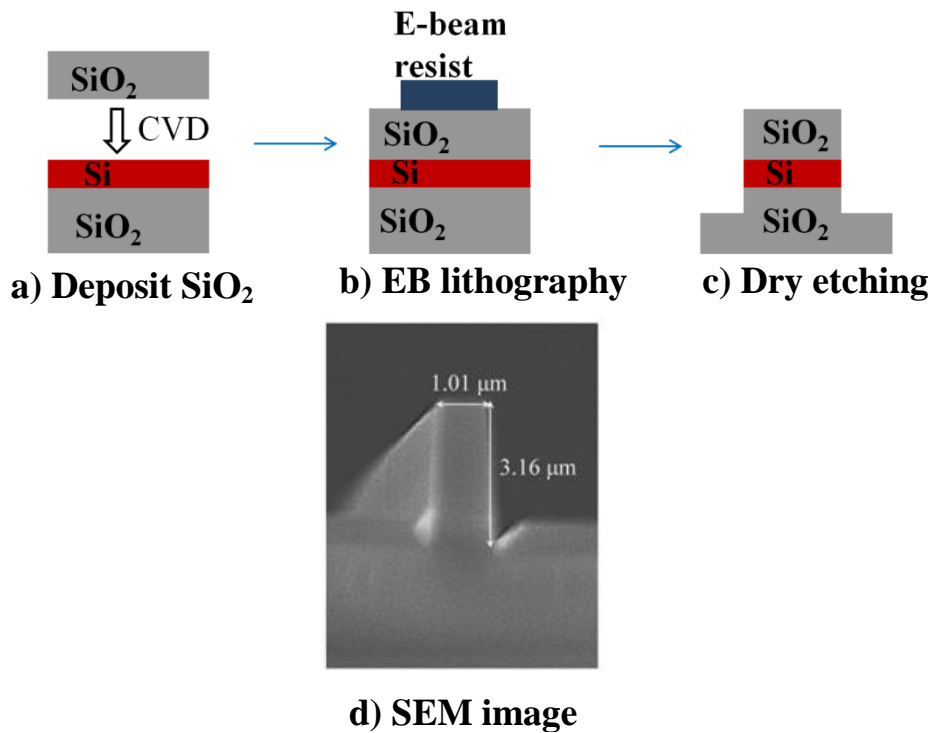 E-beam
resist
SiO₂
CVD
Si
SiO₂
a) Deposit SiO₂
SiO₂
Si
SiO₂
b) EB lithography
SiO₂
Si
SiO₂
c) Dry etching
1.01 μm
3.16 μm
d) SEM image